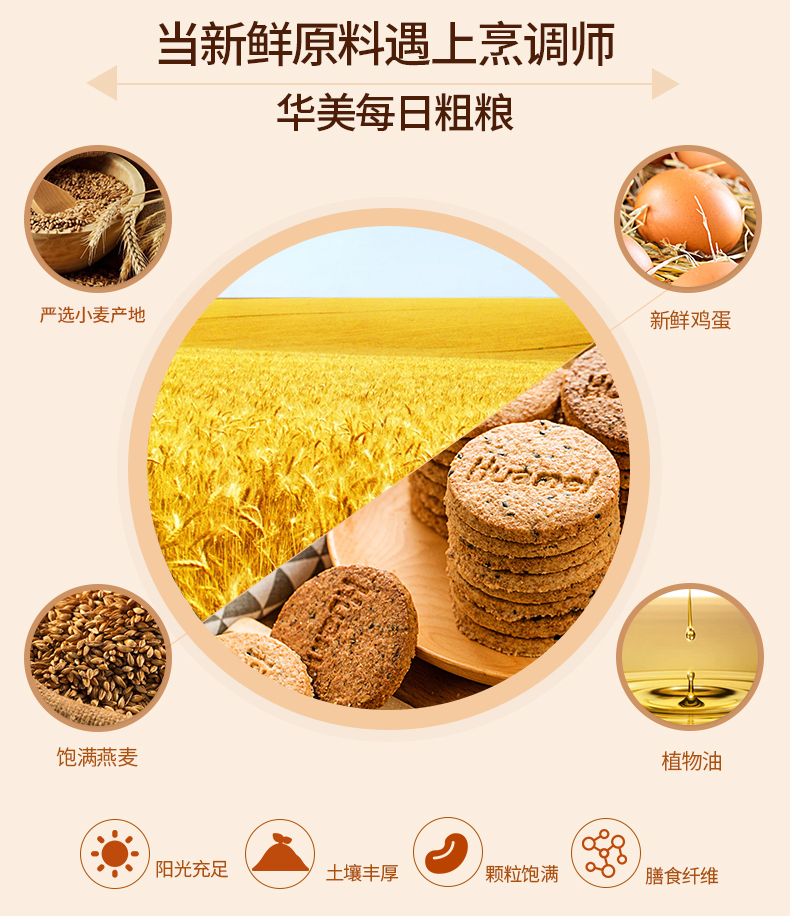 当新鲜原料遇上烹调师
华美每日粗粮
严选小麦产地
新鲜鸡蛋
Huamei
饱满燕麦
植物油
阳光充足
土壤丰厚
颗粒饱满
膳食纤维